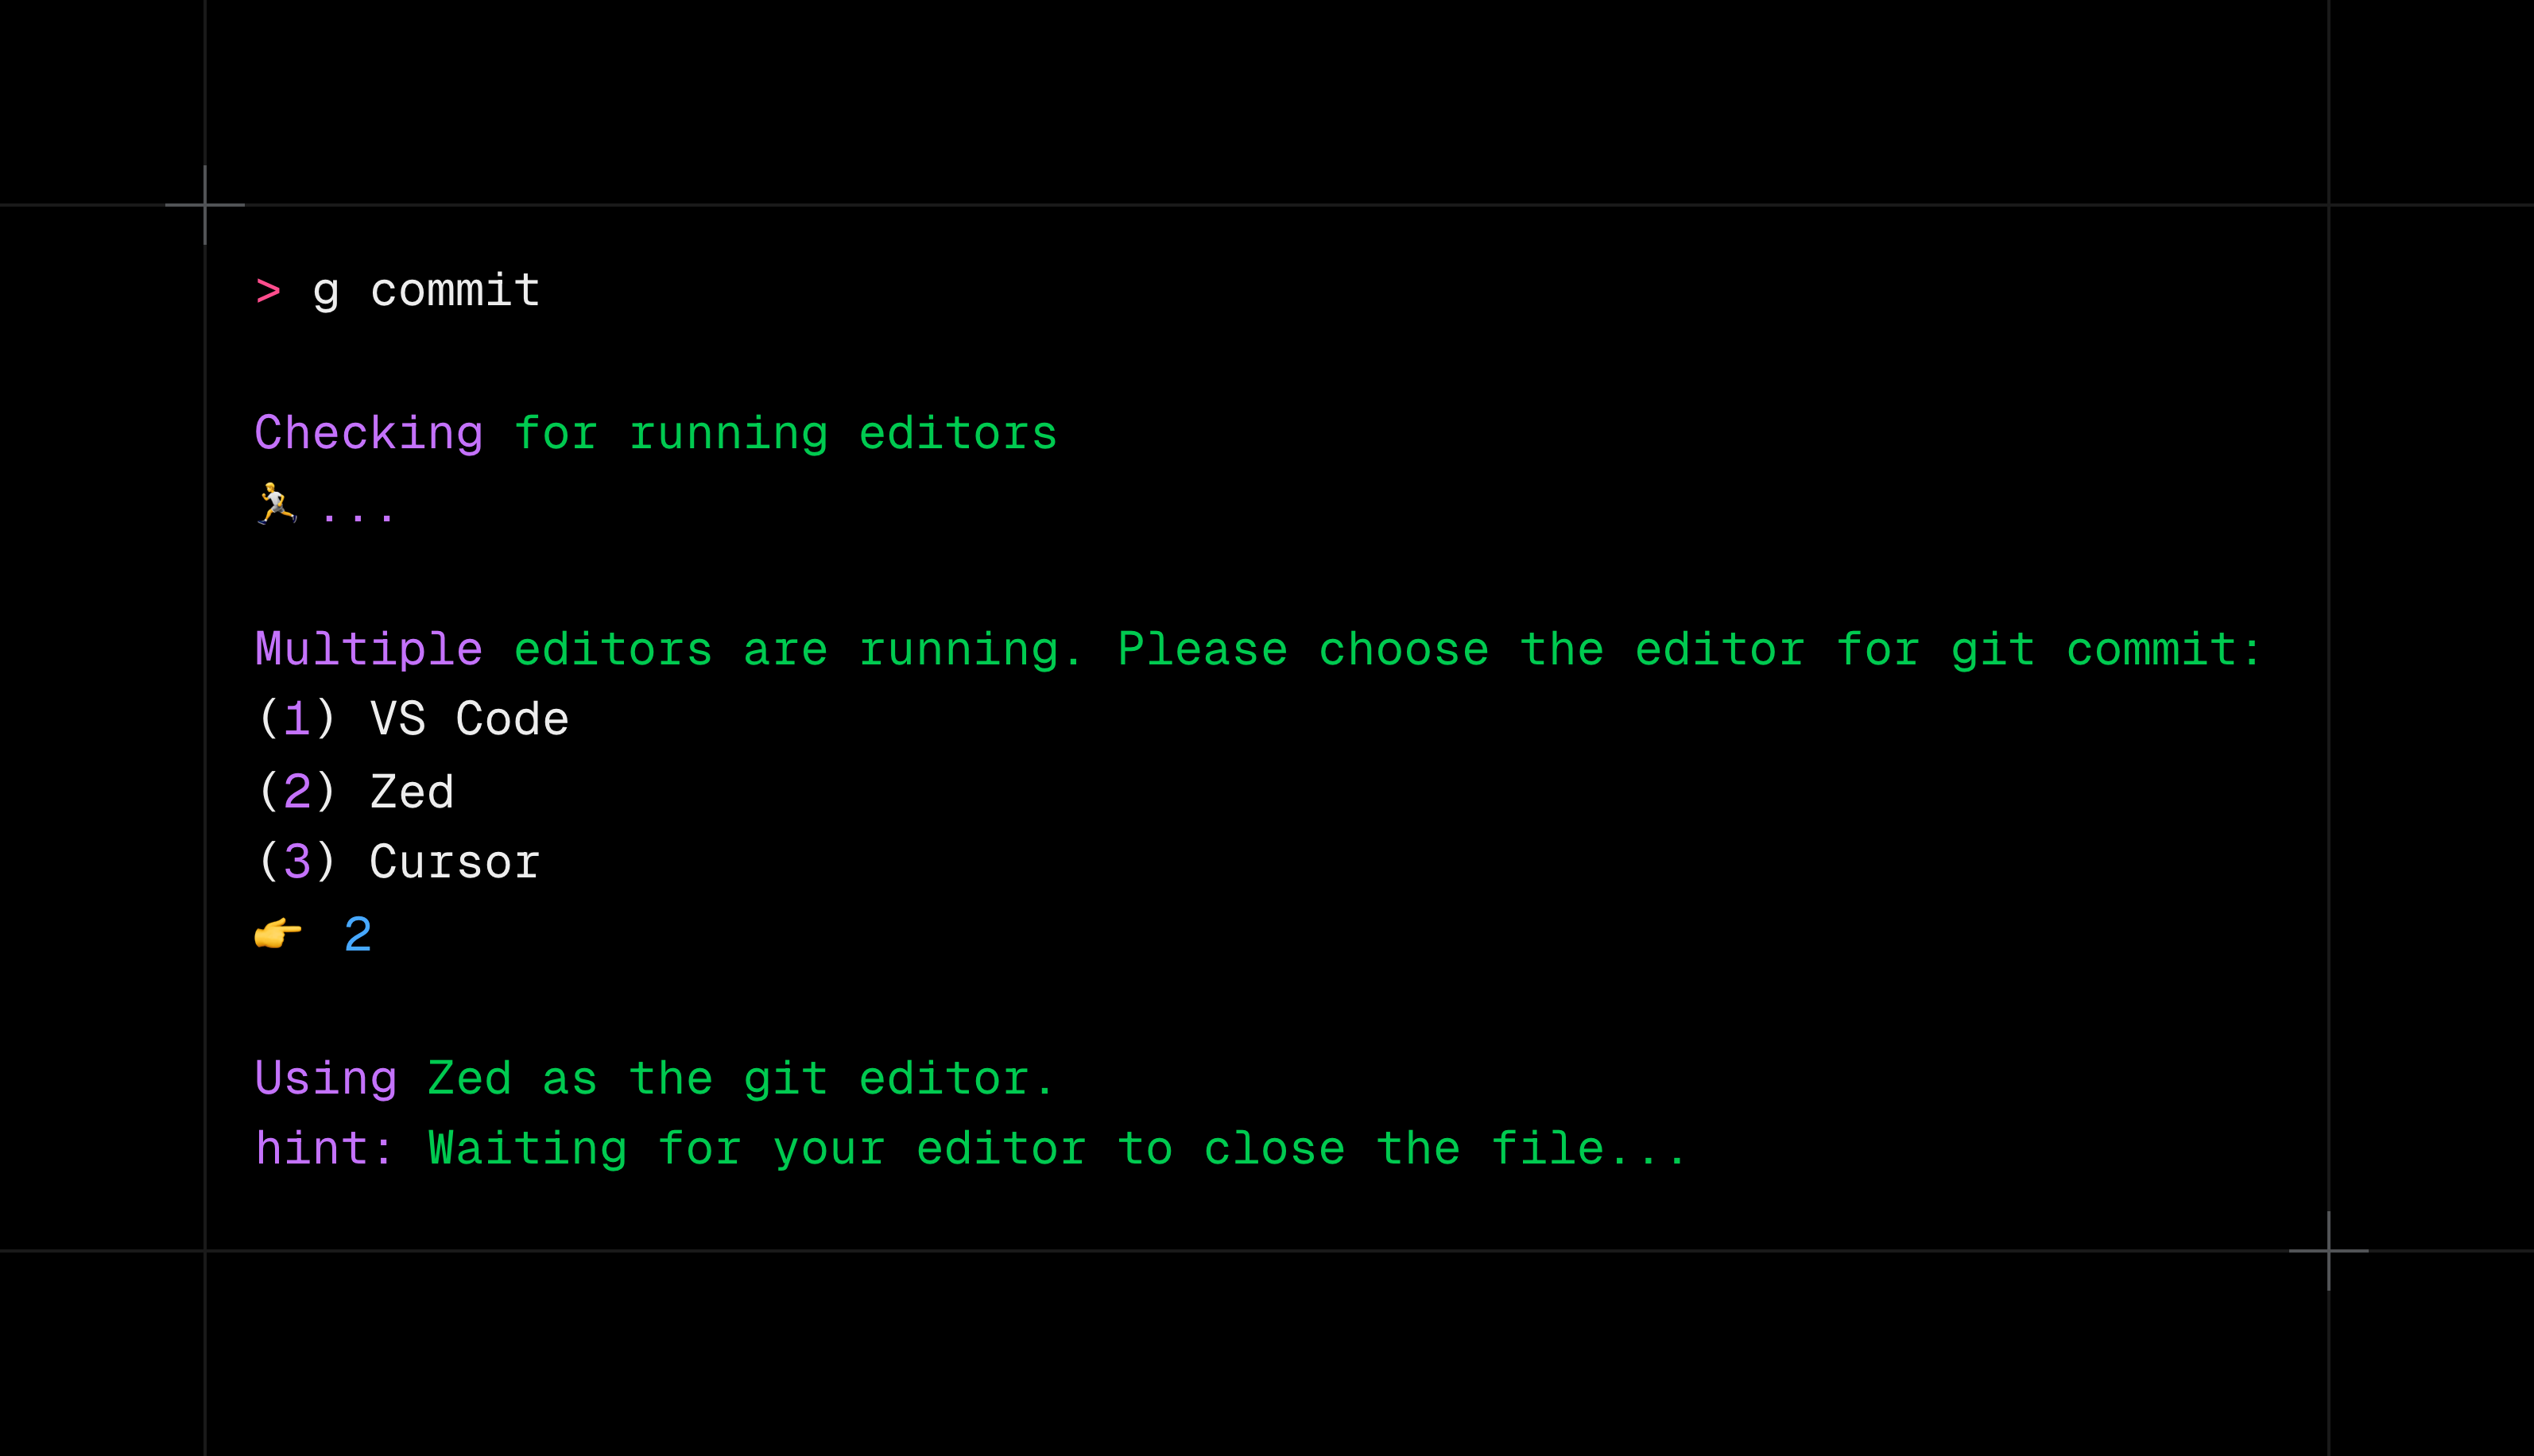 > g commit
Checking for running editors
🏃 ...
Multiple editors are running. Please choose the editor for git commit:
(1) VS Code
(2) Zed
(3) Cursor
👉 2
Using Zed as the git editor.
hint: Waiting for your editor to close the file...